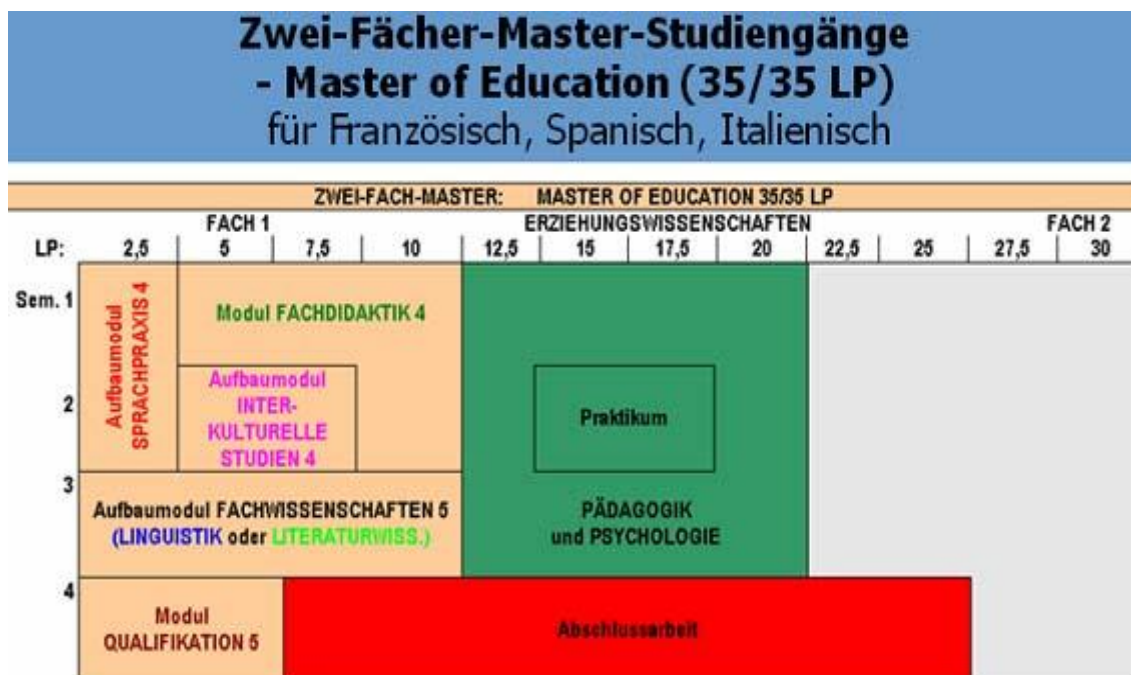 Zwei-Fächer-Master-Studiengänge
- Master of Education (35/35 LP)
für Französisch, Spanisch, Italienisch
ZWEI-FACH-MASTER: MASTER OF EDUCATION 35/35 LP
FACH 1 ERZIEHUNGSWISSENSCHAFTEN FACH 2
LP: 2,5 5 7,5 10 12,5 15 17,5 20 22,5 25 27,5 30
Sem. 1
Aufbaumodul
SPRACHPRAXIS 4
Modul FACHDIDAKTIK 4
2
Aufbaumodul
INTER-
KULTURELLE
STUDIEN 4
Praktikum
3
Aufbaumodul FACHWISSENSCHAFTEN 5
(LINGUISTIK oder LITERATURWISS.)
PÄDAGOGIK
und PSYCHOLOGIE
4
Modul
QUALIFIKATION 5
Abschlussarbeit